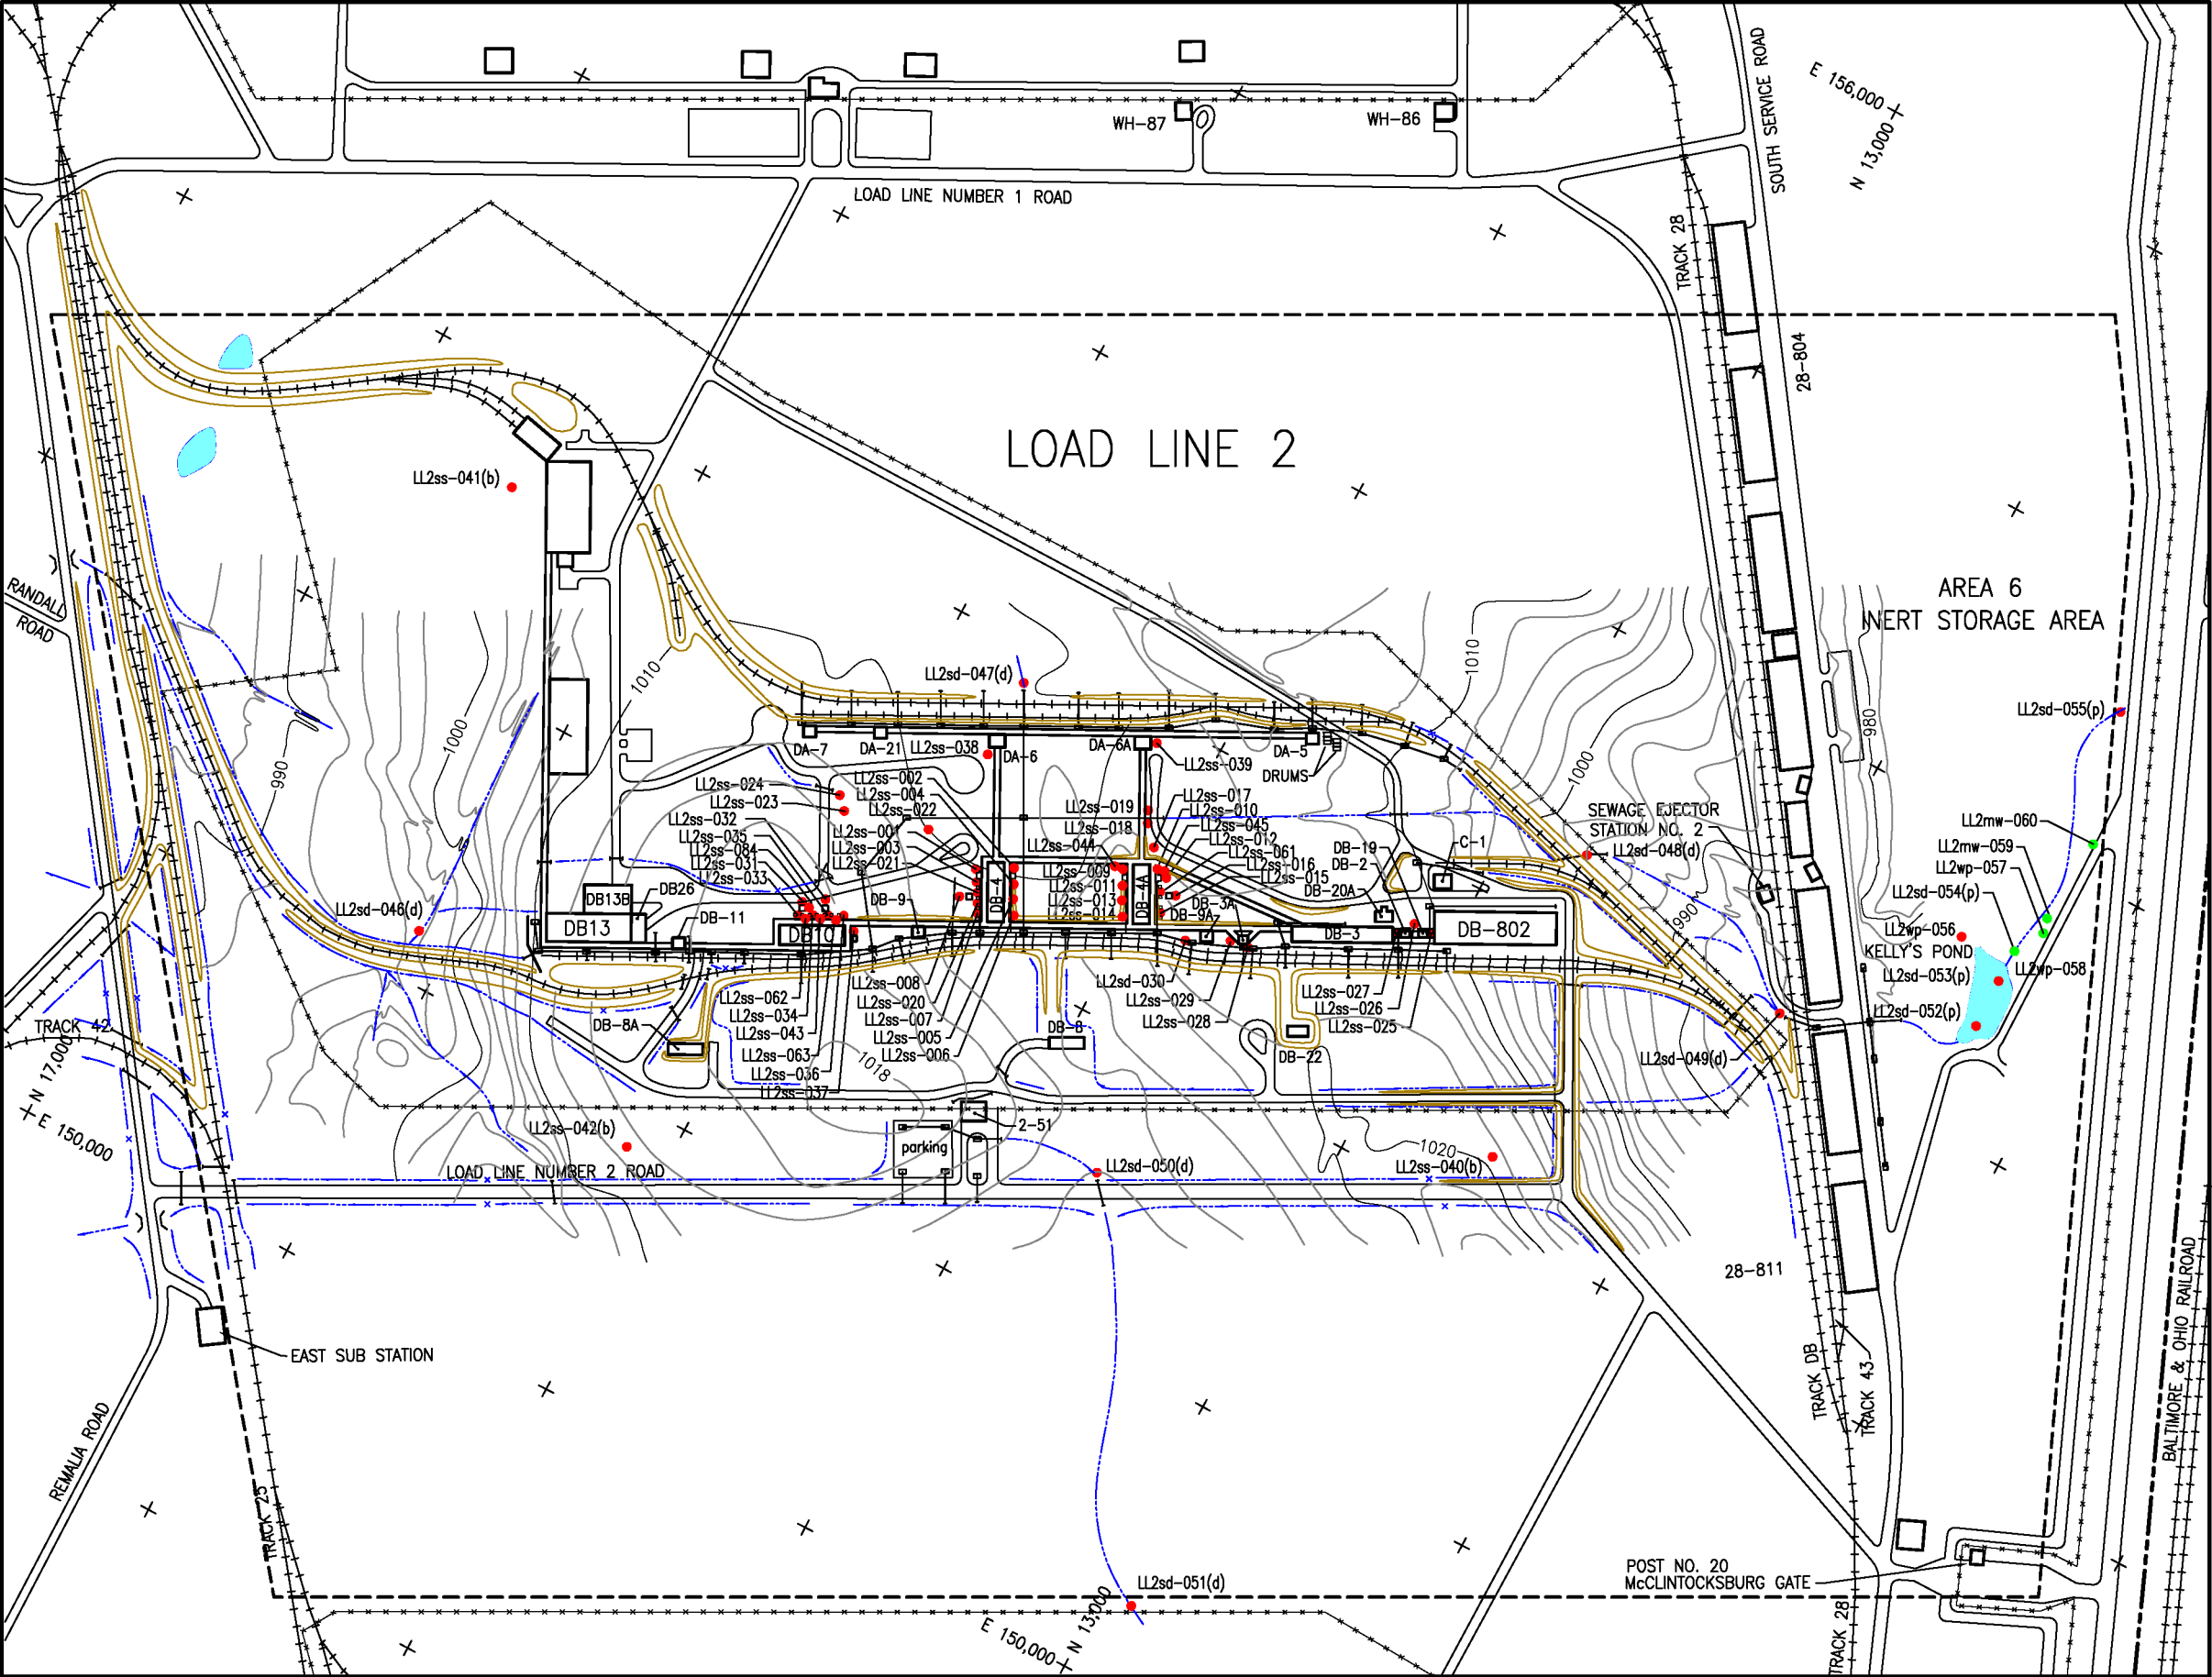 E 156,000
N 13,000
SOUTH SERVICE ROAD
WH-87
WH-86
LOAD LINE NUMBER 1 ROAD
TRACK 28
28-804
LOAD LINE 2
LL2ss-041(b)
AREA 6
INERT STORAGE AREA
RANDALL
ROAD
1010
1010
LL2sd-047(d)
1000
990
1000
980
990
LL2sd-055(p)
DA-7
DA-21
LL2ss-038
DA-6
DA-6A
LL2ss-039
DA-5
DRUMS
LL2ss-024
LL2ss-023
LL2ss-032
LL2ss-035
LL2ss-084
LL2ss-031
LL2ss-033
LL2ss-002
LL2ss-004
LL2ss-022
LL2ss-001
LL2ss-003
LL2ss-021
LL2ss-019
LL2ss-018
LL2ss-044
LL2ss-009
LL2ss-011
LL2ss-013
LL2ss-014
LL2ss-017
LL2ss-010
LL2ss-045
LL2ss-012
LL2ss-061
LL2ss-016
LL2ss-015
DB-19
DB-2
DB-20A
C-1
SEWAGE EJECTOR
STATION NO. 2
LL2sd-048(d)
LL2mw-060
LL2mw-059
LL2wp-057
LL2sd-054(p)
LL2wp-056
KELLY'S POND
LL2wp-058
LL2sd-053(p)
LL2sd-052(p)
LL2sd-046(d)
DB13B
DB26
DB13
DB-11
DB10
DB-9
DB-4
DB-4A
DB-3A
DB-9A
DB-3
DB-802
LL2ss-008
LL2ss-020
LL2ss-007
LL2ss-005
LL2ss-006
LL2ss-062
LL2ss-034
LL2ss-043
LL2ss-063
LL2ss-036
LL2ss-037
LL2sd-030
LL2ss-029
LL2ss-028
LL2ss-027
LL2ss-026
LL2ss-025
DB-8A
DB-8
DB-22
LL2sd-049(d)
1018
TRACK 42
N 17,000
E 150,000
LL2ss-042(b)
2-51
parking
1020
LOAD LINE NUMBER 2 ROAD
LL2sd-050(d)
LL2ss-040(b)
28-811
EAST SUB STATION
BALTIMORE & OHIO RAILROAD
TRACK DB
TRACK 43
REMALIA ROAD
TRACK 25
POST NO. 20
McCLINTOCKSBURG GATE
LL2sd-051(d)
E 150,000
N 13,000
TRACK 28